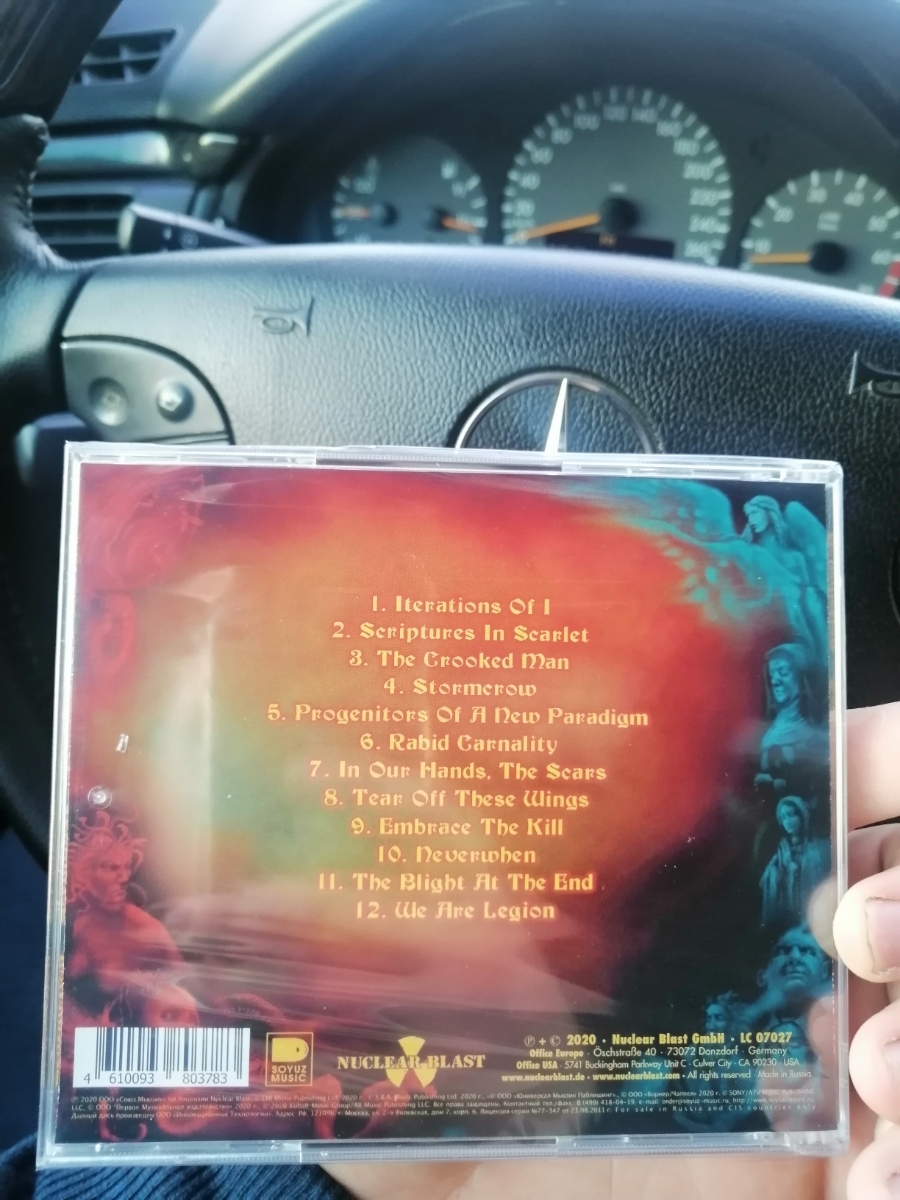 1. Iterations Of I
2. Scriptures In Scarlet
3. The Crooked Man
4. Stormcrow
5. Progenitors Of A New Paradigm
6. Rabid Carnality
7. In Our Hands, The Scars
8. Tear Off These Wings
9. Embrace The Kill
10. Neverwhen
11. The Blight At The End
12. We Are Legion
4 610093 803783
SOYUZ
MUSIC
NUCLEAR BLAST
℗ + © 2020 · Nuclear Blast GmbH · LC 07027
Office Europe · Öschstraße 40 · 73072 Donzdorf · Germany
Office USA · 5741 Buckingham Parkway Unit C · Culver City · CA 90230 · USA
www.nuclearblast.de · www.nuclearblast.com · All rights reserved · Made in Russia
For sale in Russia and CIS countries only